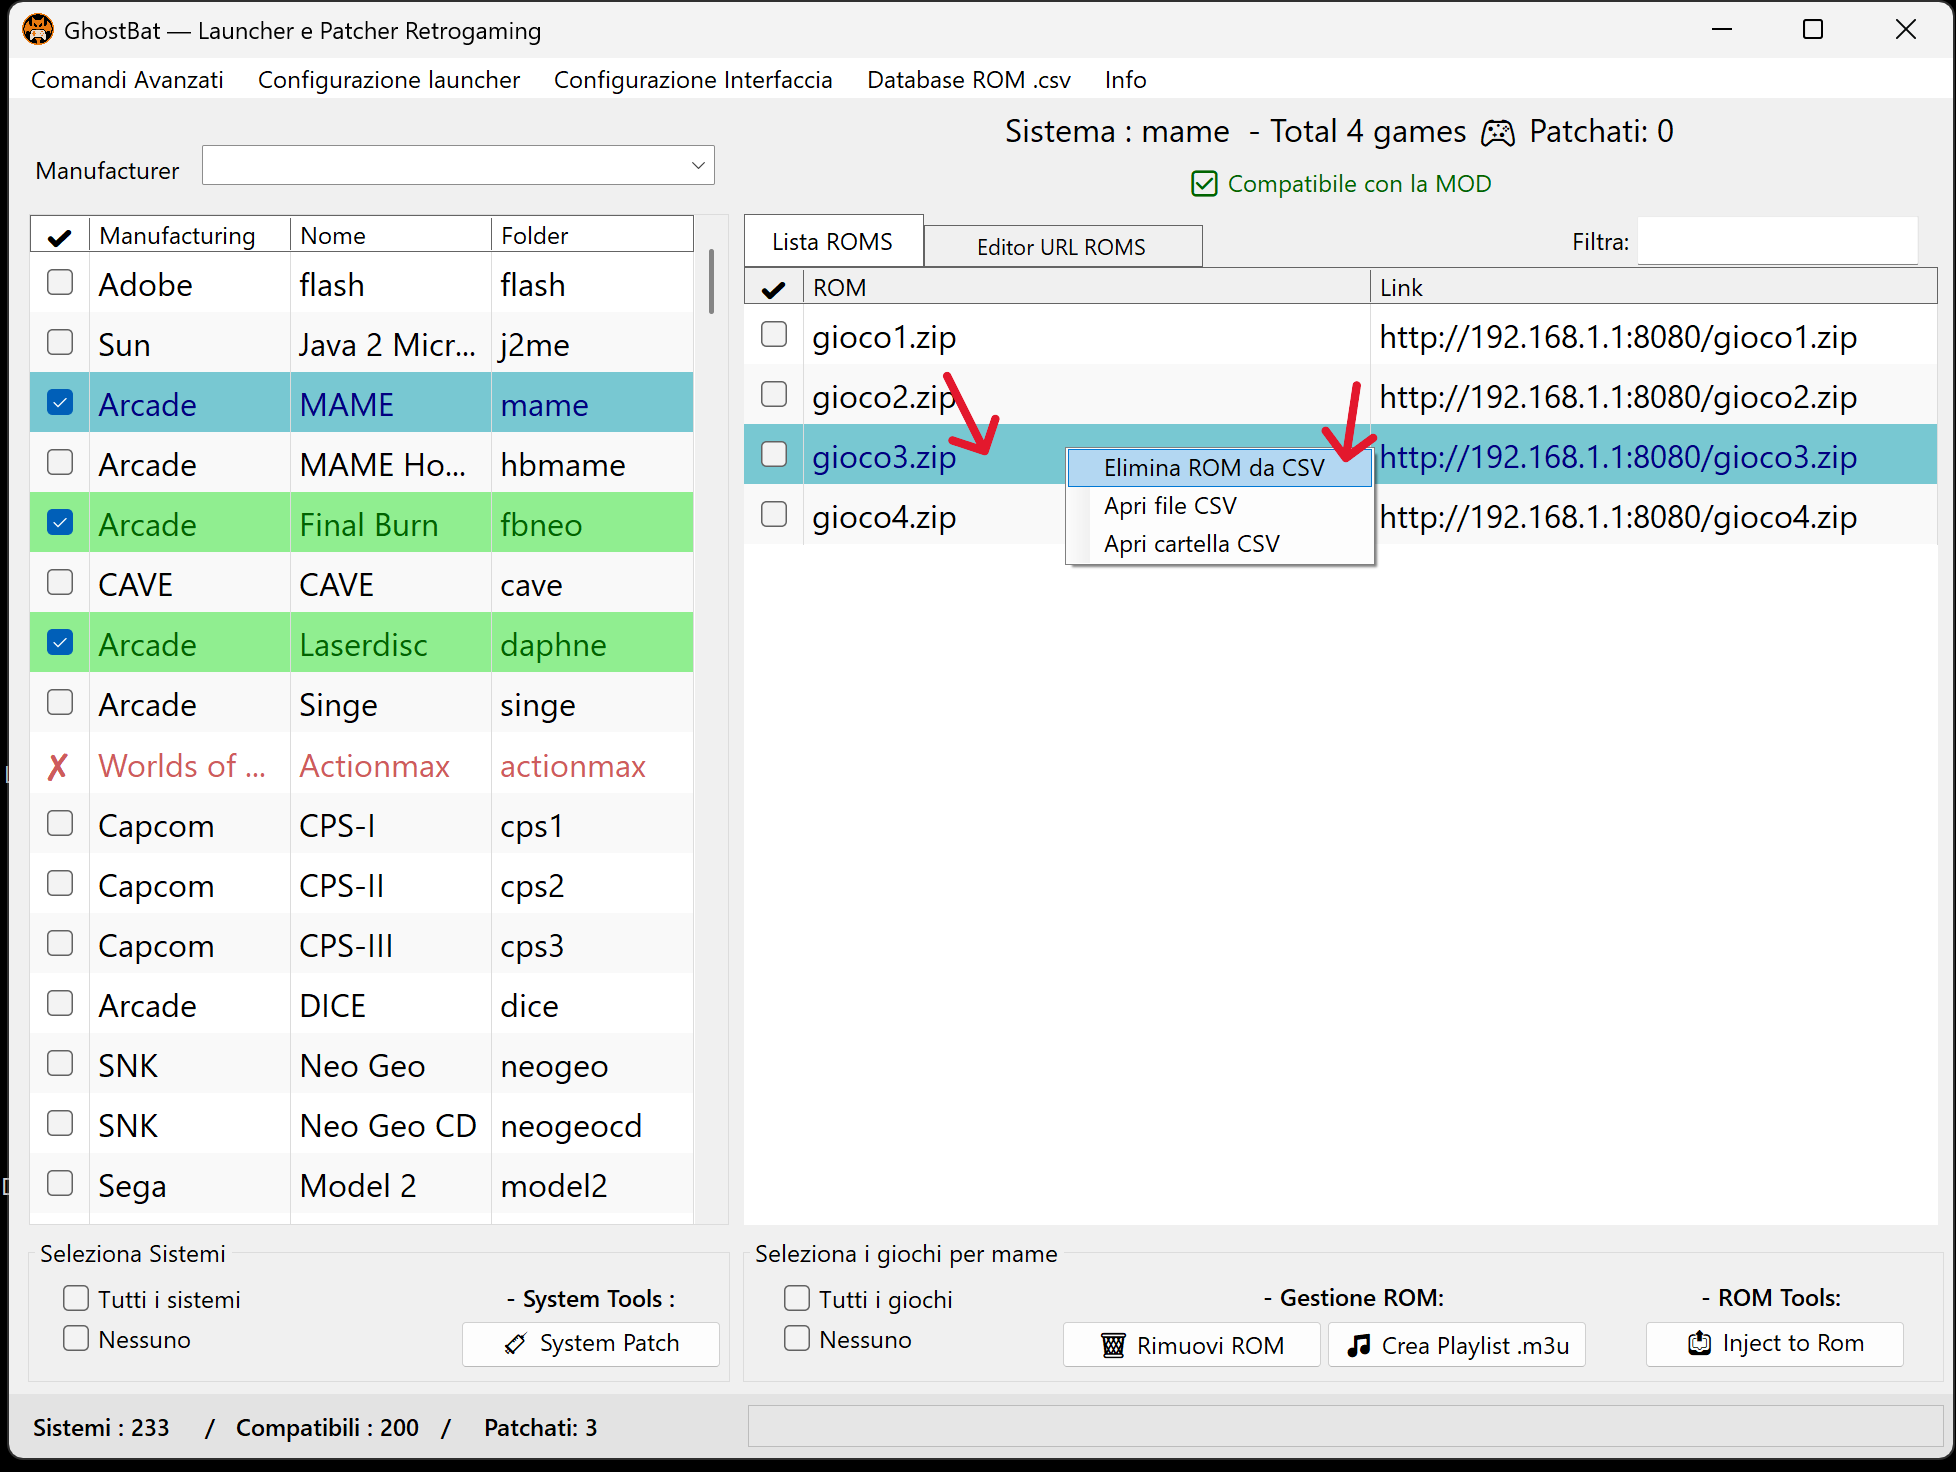 GhostBat — Launcher e Patcher Retrogaming
Comandi Avanzati Configurazione launcher Configurazione Interfaccia Database ROM .csv Info
Sistema : mame - Total 4 games Patchati: 0
Manufacturer
Compatibile con la MOD
Manufacturing Nome Folder
Adobe flash flash
Sun Java 2 Micr... j2me
Arcade MAME mame
Arcade MAME Ho... hbmame
Arcade Final Burn fbneo
CAVE CAVE cave
Arcade Laserdisc daphne
Arcade Singe singe
Worlds of ... Actionmax actionmax
Capcom CPS-I cps1
Capcom CPS-II cps2
Capcom CPS-III cps3
Arcade DICE dice
SNK Neo Geo neogeo
SNK Neo Geo CD neogeocd
Sega Model 2 model2
Lista ROMS Editor URL ROMS Filtra:
ROM Link
gioco1.zip http://192.168.1.1:8080/gioco1.zip
gioco2.zip http://192.168.1.1:8080/gioco2.zip
gioco3.zip http://192.168.1.1:8080/gioco3.zip
gioco4.zip http://192.168.1.1:8080/gioco4.zip
Elimina ROM da CSV
Apri file CSV
Apri cartella CSV
Seleziona Sistemi
Tutti i sistemi
Nessuno
- System Tools :
System Patch
Seleziona i giochi per mame
Tutti i giochi
Nessuno
- Gestione ROM:
Rimuovi ROM Crea Playlist .m3u
- ROM Tools:
Inject to Rom
Sistemi : 233 / Compatibili : 200 / Patchati: 3